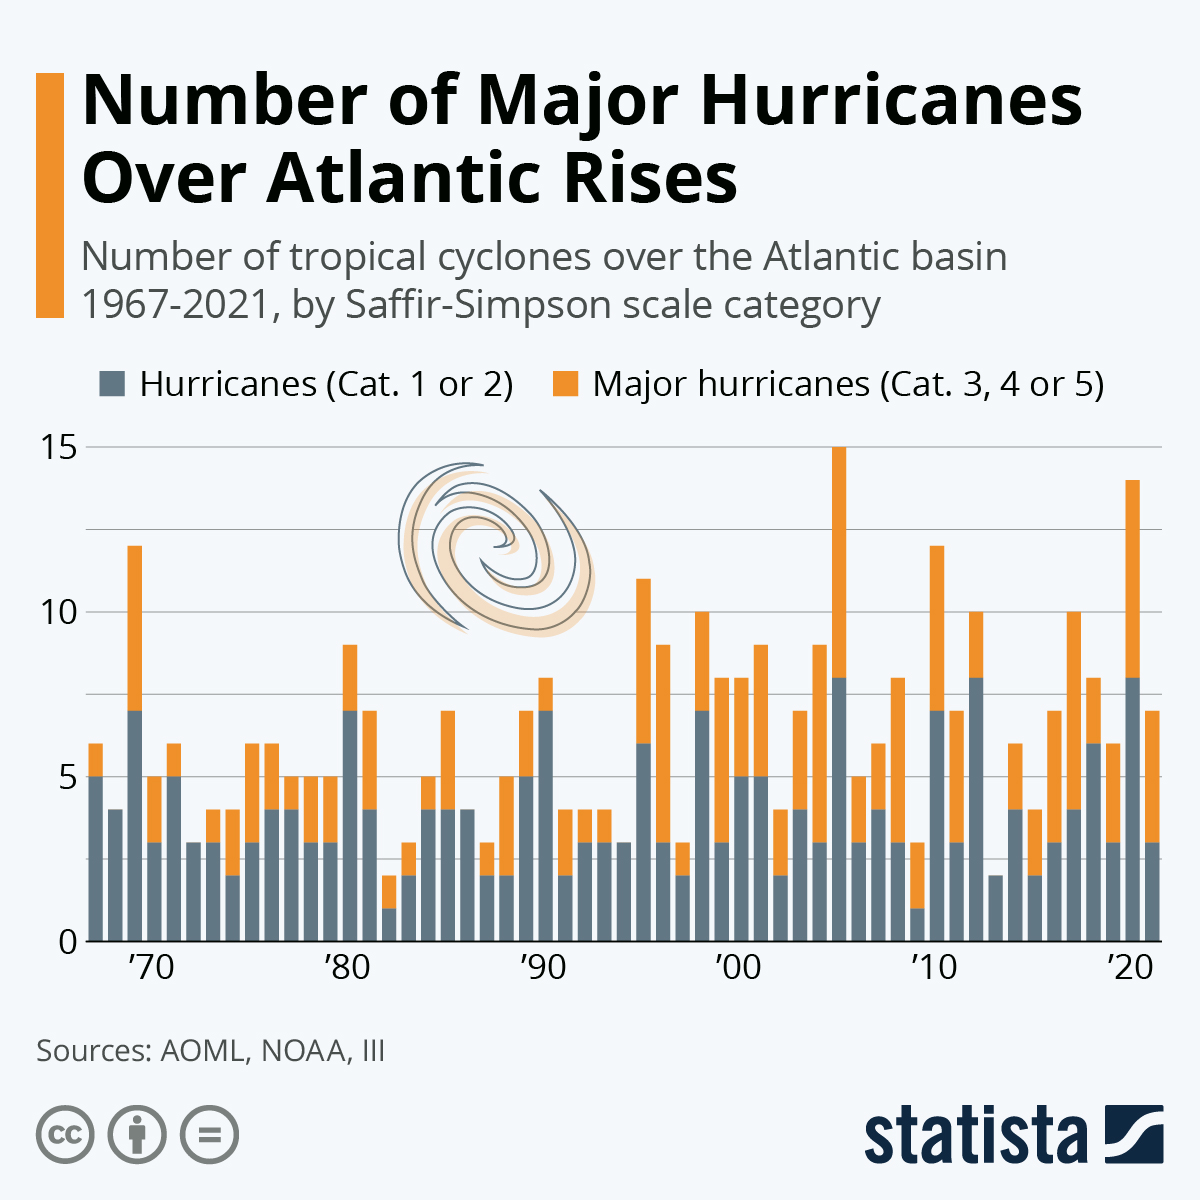 Number of Major Hurricanes
Over Atlantic Rises
Number of tropical cyclones over the Atlantic basin
1967-2021, by Saffir-Simpson scale category
Hurricanes (Cat. 1 or 2) Major hurricanes (Cat. 3, 4 or 5)
15
10
5
0
’70 ’80 ’90 ’00 ’10 ’20
Sources: AOML, NOAA, III
cc = statista